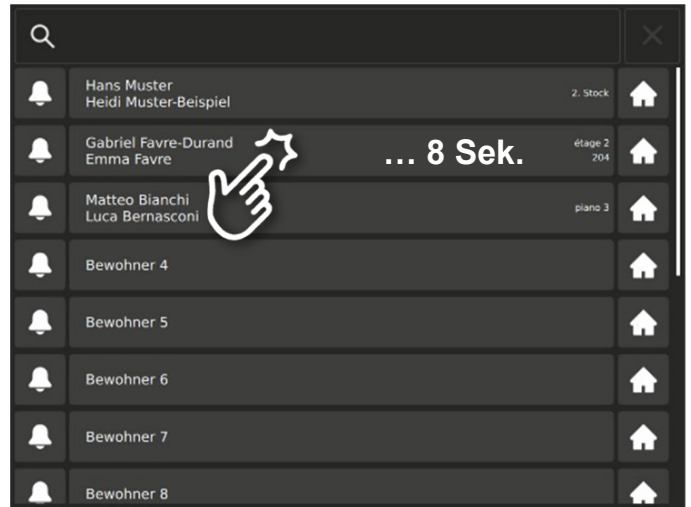 Hans Muster
Heidi Muster-Beispiel
2. Stock
Gabriel Favre-Durand
Emma Favre
... 8 Sek.
étage 2
204
Matteo Bianchi
Luca Bernasconi
piano 3
Bewohner 4
Bewohner 5
Bewohner 6
Bewohner 7
Bewohner 8